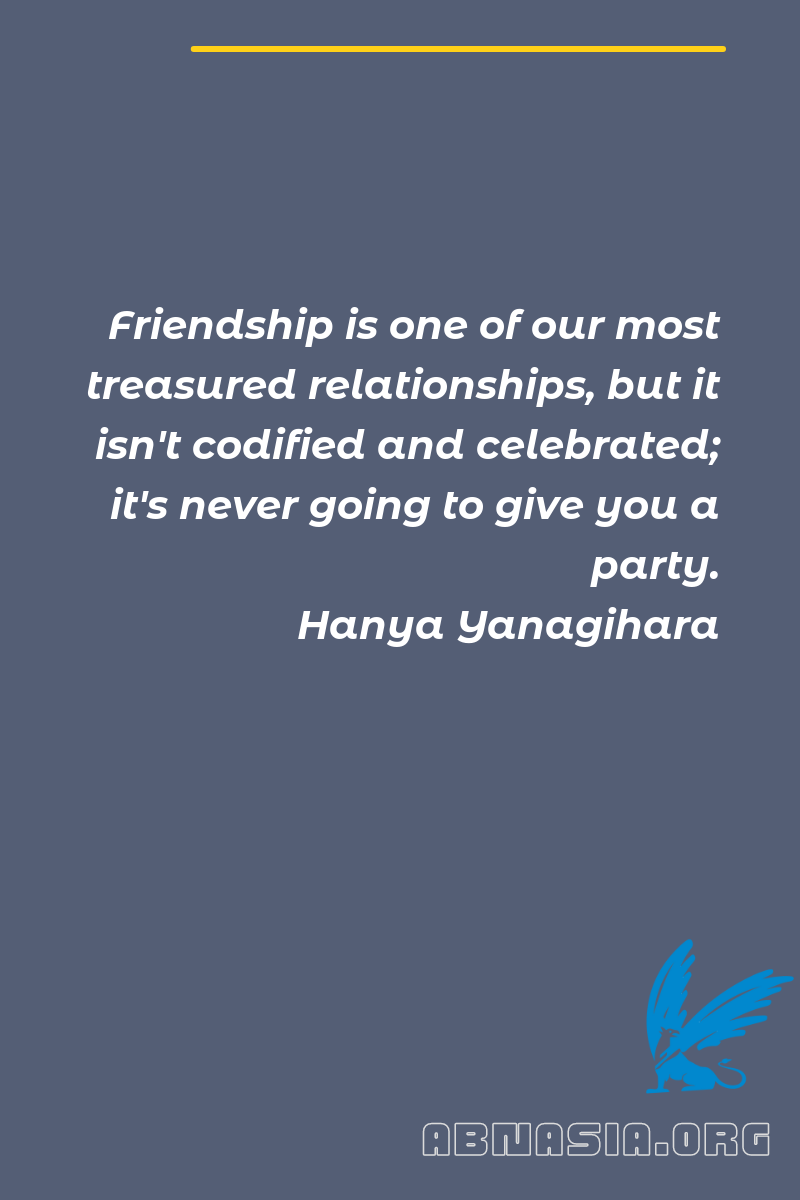 Friendship is one of our most
treasured relationships, but it
isn't codified and celebrated;
it's never going to give you a
party.
Hanya Yanagihara
ABNASIA.ORG